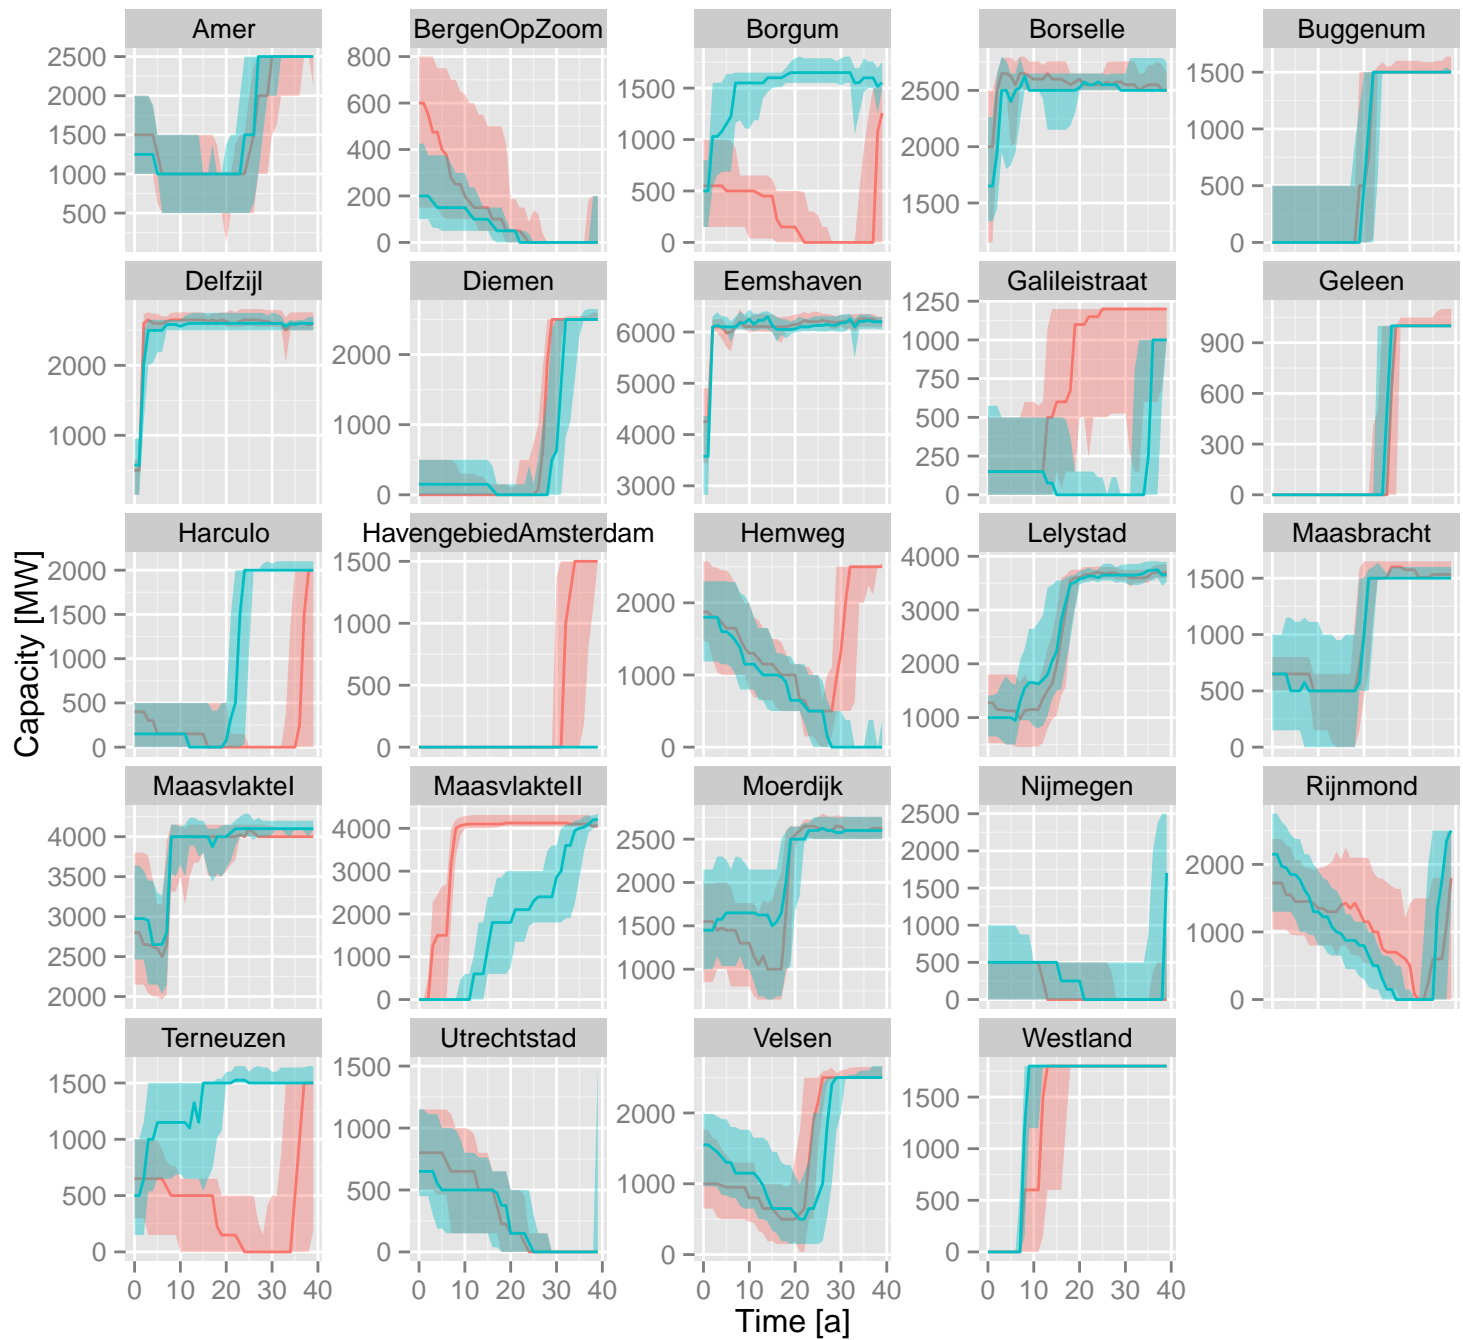 Amer BergenOpZoom Borgum Borselle Buggenum
2500 2000 1500 1000 500
800 600 400 200 0
1500 1000 500 0
2500 2000 1500
1500 1000 500 0
Delfzijl Diemen Eemshaven Galileistraat Geleen
2000 1000
2000 1000 0
6000 5000 4000 3000
1250 1000 750 500 250 0
900 600 300 0
Harculo HavengebiedAmsterdam Hemweg Lelystad Maasbracht
2000 1500 1000 500 0
1500 1000 500 0
2000 1000 0
4000 3000 2000 1000
1500 1000 500 0
Capacity [MW]
MaasvlakteI MaasvlakteII Moerdijk Nijmegen Rijnmond
4000 3500 3000 2500 2000
4000 3000 2000 1000 0
2500 2000 1500 1000
2500 2000 1500 1000 500 0
2000 1000 0
Terneuzen Utrechtstad Velsen Westland
1500 1000 500 0
1500 1000 500 0
2000 1000 0
1500 1000 500 0
0 10 20 30 40 0 10 20 30 40 0 10 20 30 40 0 10 20 30 40
Time [a]